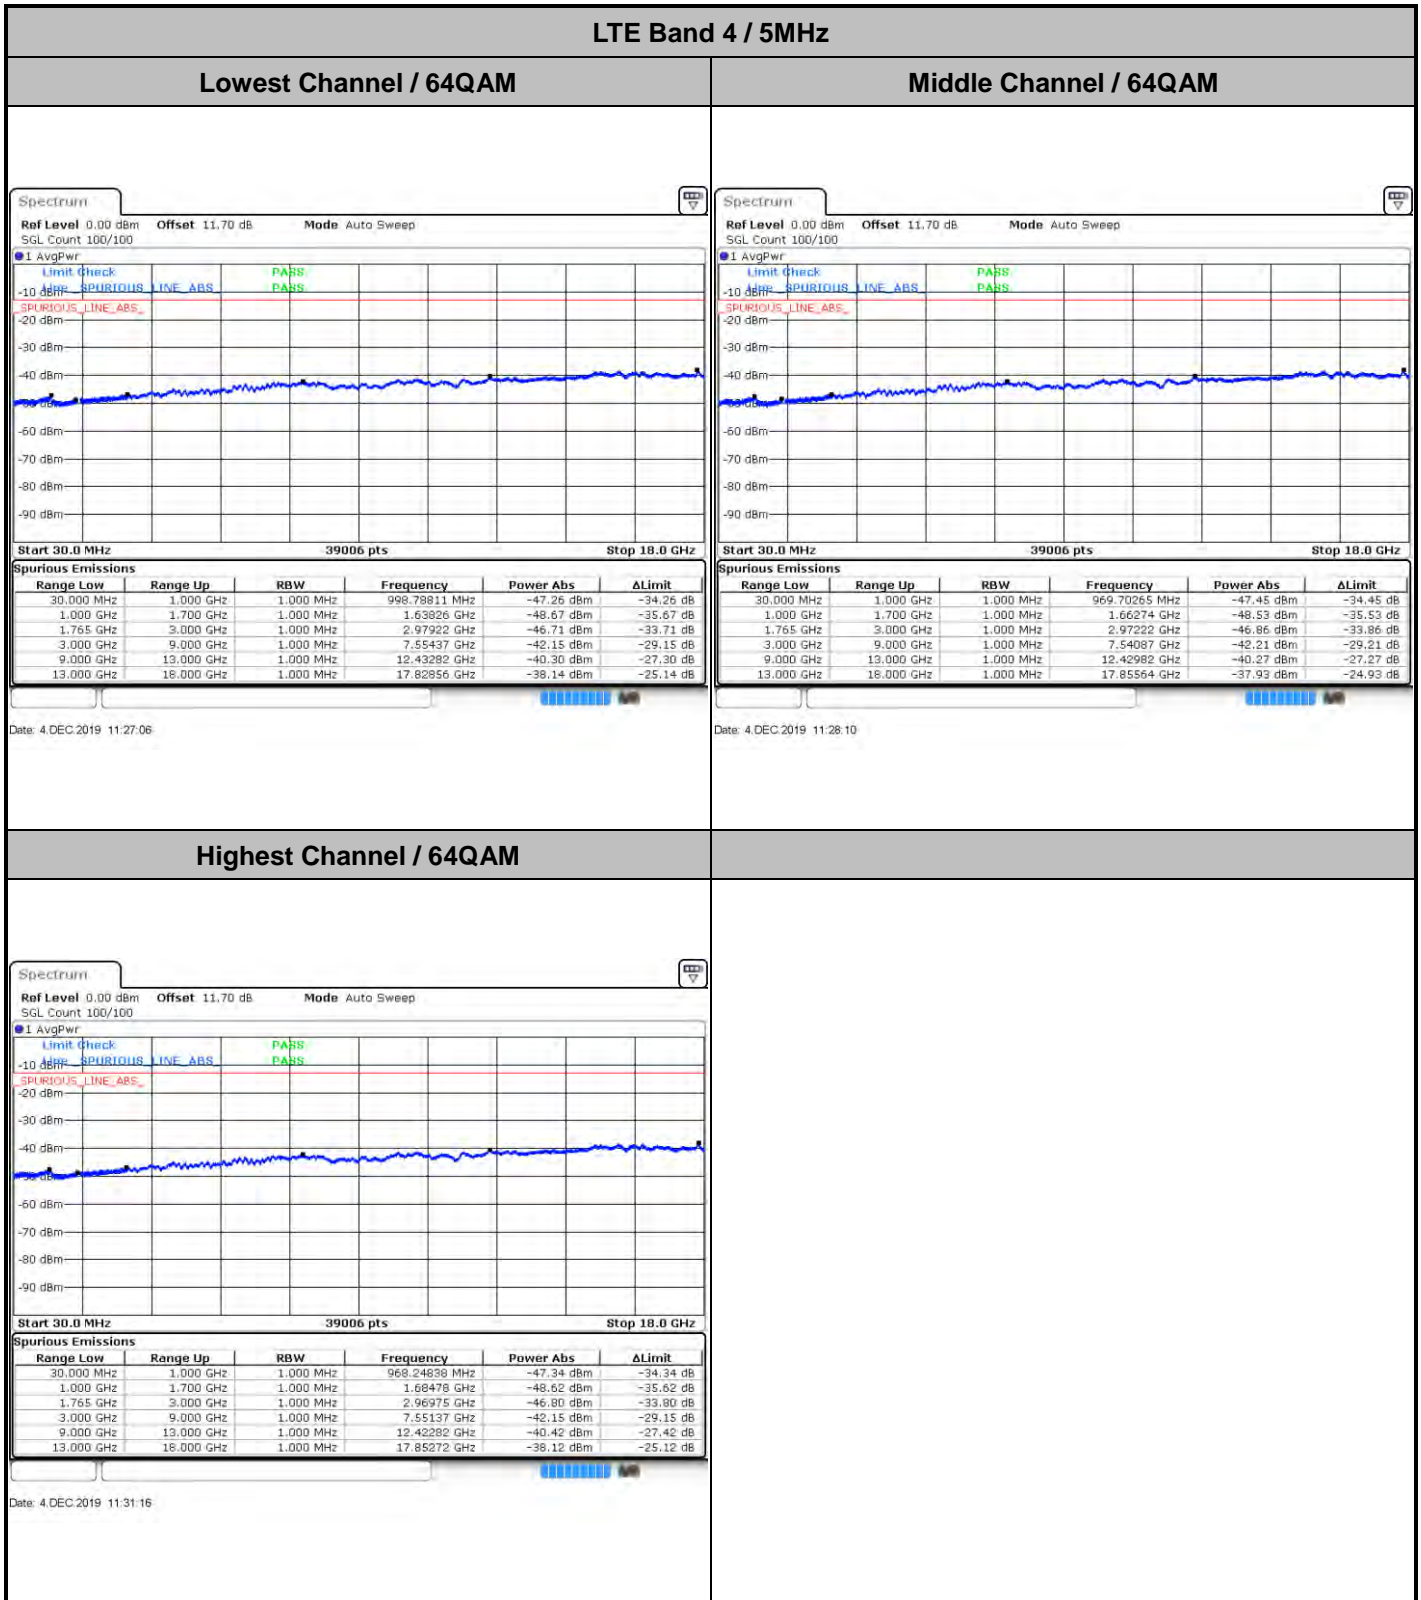 LTE Band 4 / 5MHz
Lowest Channel / 64QAM
Middle Channel / 64QAM
Spectrum
Ref Level 0.00 dBm Offset 11.70 dB Mode Auto Sweep
SGL Count 100/100
1 AvgPwr
Limit Check PASS
Line _SPURIOUS_LINE_ABS_ PASS
-10 dBm
_SPURIOUS_LINE_ABS_
-20 dBm
-30 dBm
-40 dBm
-50 dBm
-60 dBm
-70 dBm
-80 dBm
-90 dBm
Start 30.0 MHz 39006 pts Stop 18.0 GHz
Spurious Emissions
Range Low Range Up RBW Frequency Power Abs ΔLimit
30.000 MHz 1.000 GHz 1.000 MHz 998.78811 MHz -47.26 dBm -34.26 dB
1.000 GHz 1.700 GHz 1.000 MHz 1.63826 GHz -48.67 dBm -35.67 dB
1.765 GHz 3.000 GHz 1.000 MHz 2.97922 GHz -46.71 dBm -33.71 dB
3.000 GHz 9.000 GHz 1.000 MHz 7.55437 GHz -42.15 dBm -29.15 dB
9.000 GHz 13.000 GHz 1.000 MHz 12.43282 GHz -40.30 dBm -27.30 dB
13.000 GHz 18.000 GHz 1.000 MHz 17.82856 GHz -38.14 dBm -25.14 dB
Date: 4.DEC.2019 11:27:06
Spectrum
Ref Level 0.00 dBm Offset 11.70 dB Mode Auto Sweep
SGL Count 100/100
1 AvgPwr
Limit Check PASS
Line _SPURIOUS_LINE_ABS_ PASS
-10 dBm
_SPURIOUS_LINE_ABS_
-20 dBm
-30 dBm
-40 dBm
-50 dBm
-60 dBm
-70 dBm
-80 dBm
-90 dBm
Start 30.0 MHz 39006 pts Stop 18.0 GHz
Spurious Emissions
Range Low Range Up RBW Frequency Power Abs ΔLimit
30.000 MHz 1.000 GHz 1.000 MHz 969.70265 MHz -47.45 dBm -34.45 dB
1.000 GHz 1.700 GHz 1.000 MHz 1.66274 GHz -48.53 dBm -35.53 dB
1.765 GHz 3.000 GHz 1.000 MHz 2.97222 GHz -46.86 dBm -33.86 dB
3.000 GHz 9.000 GHz 1.000 MHz 7.54087 GHz -42.21 dBm -29.21 dB
9.000 GHz 13.000 GHz 1.000 MHz 12.42982 GHz -40.27 dBm -27.27 dB
13.000 GHz 18.000 GHz 1.000 MHz 17.85564 GHz -37.93 dBm -24.93 dB
Date: 4.DEC.2019 11:28:10
Highest Channel / 64QAM
Spectrum
Ref Level 0.00 dBm Offset 11.70 dB Mode Auto Sweep
SGL Count 100/100
1 AvgPwr
Limit Check PASS
Line _SPURIOUS_LINE_ABS_ PASS
-10 dBm
_SPURIOUS_LINE_ABS_
-20 dBm
-30 dBm
-40 dBm
-50 dBm
-60 dBm
-70 dBm
-80 dBm
-90 dBm
Start 30.0 MHz 39006 pts Stop 18.0 GHz
Spurious Emissions
Range Low Range Up RBW Frequency Power Abs ΔLimit
30.000 MHz 1.000 GHz 1.000 MHz 968.24838 MHz -47.34 dBm -34.34 dB
1.000 GHz 1.700 GHz 1.000 MHz 1.68478 GHz -48.62 dBm -35.62 dB
1.765 GHz 3.000 GHz 1.000 MHz 2.96975 GHz -46.80 dBm -33.80 dB
3.000 GHz 9.000 GHz 1.000 MHz 7.55137 GHz -42.15 dBm -29.15 dB
9.000 GHz 13.000 GHz 1.000 MHz 12.42282 GHz -40.42 dBm -27.42 dB
13.000 GHz 18.000 GHz 1.000 MHz 17.85272 GHz -38.12 dBm -25.12 dB
Date: 4.DEC.2019 11:31:16